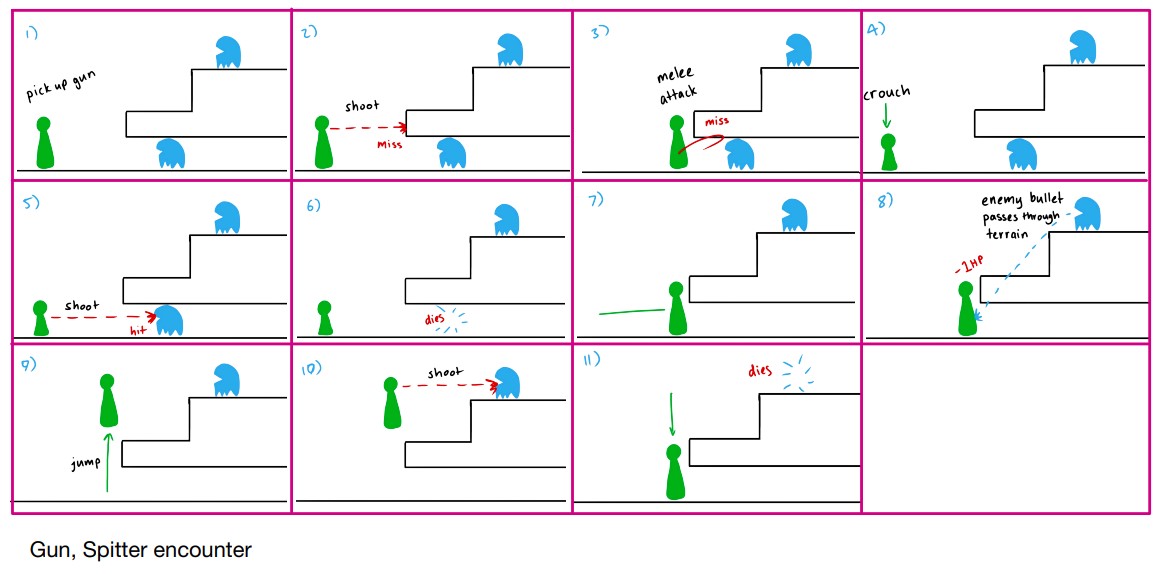 1)
pick up gun
2)
shoot
miss
3)
melee
attack
miss
4)
crouch
5)
shoot
hit
6)
dies
7)
8)
enemy bullet
passes through
terrain
-1HP
9)
jump
10)
shoot
11)
dies
Gun, Spitter encounter